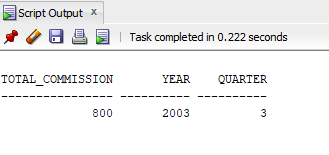 Script Output x
Task completed in 0.222 seconds
TOTAL_COMMISSION YEAR QUARTER
---------------- ---------- ----------
800 2003 3